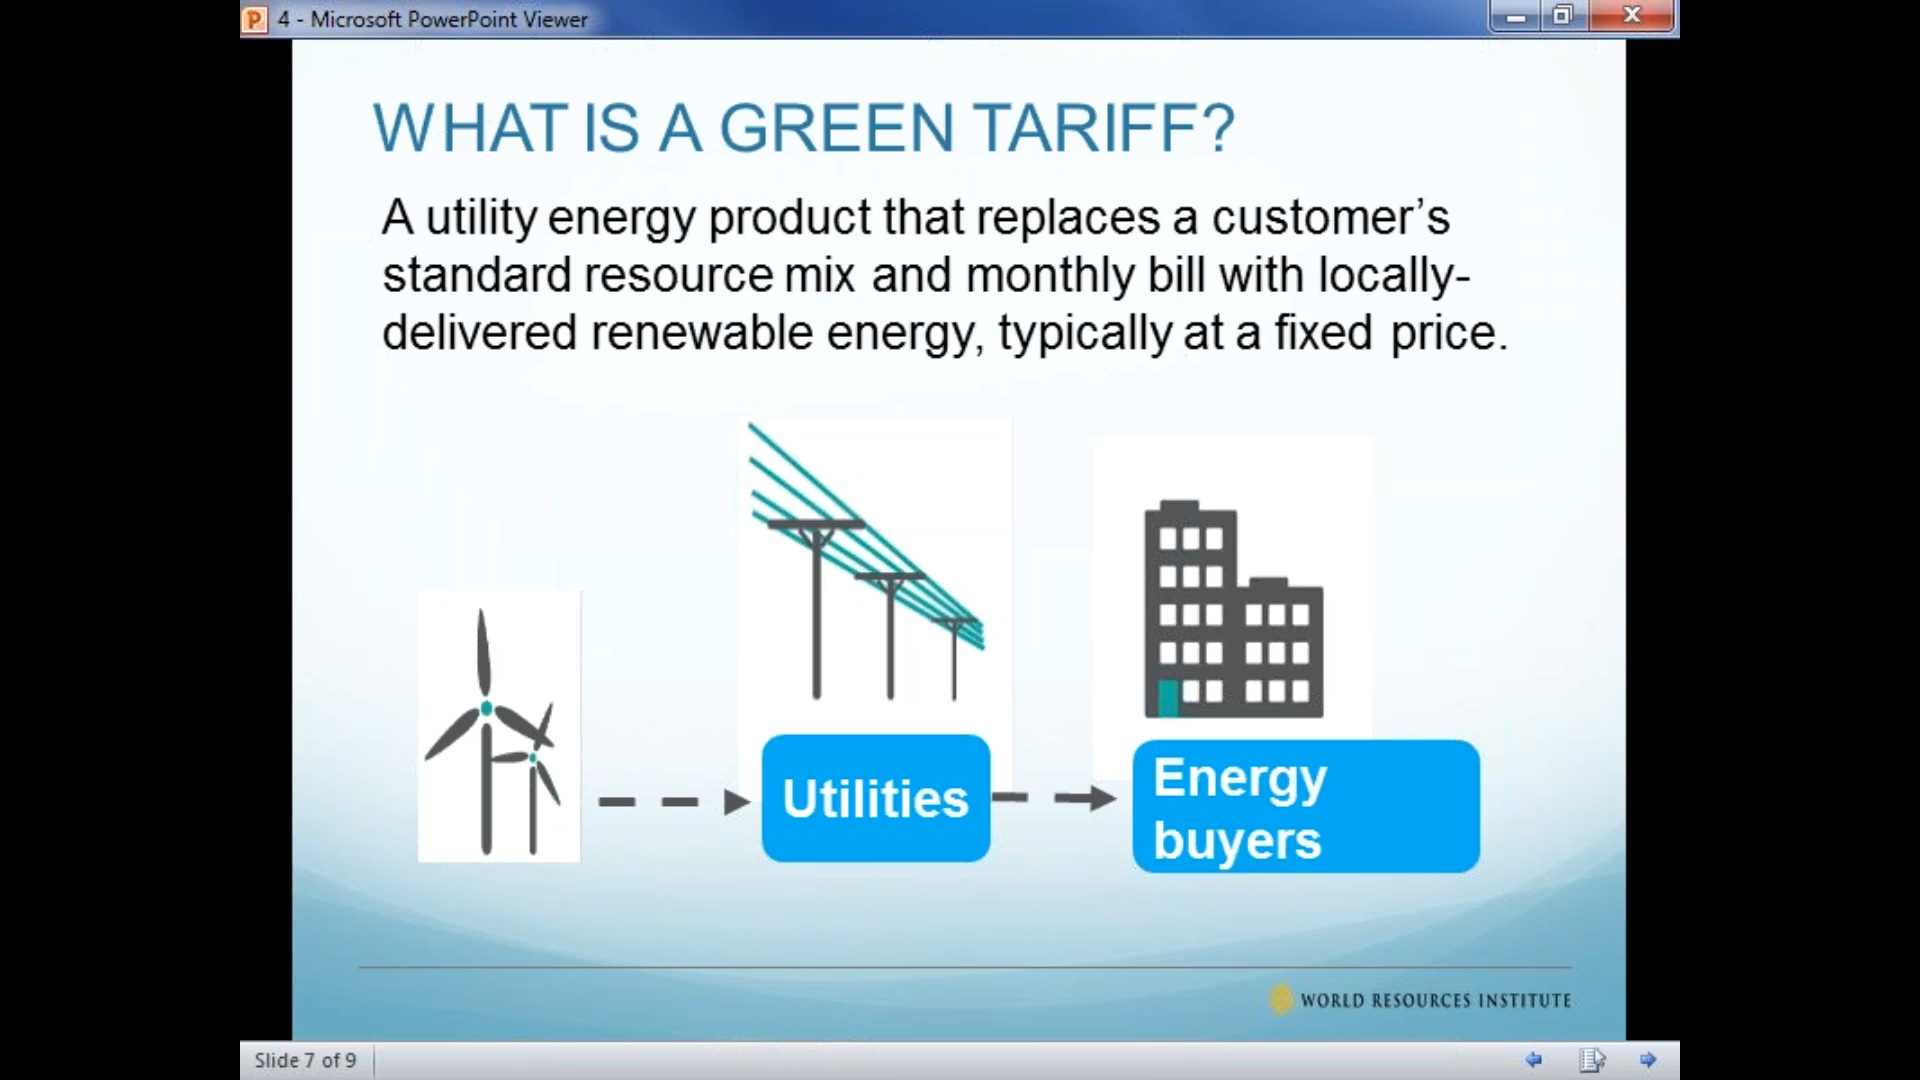 4 - Microsoft PowerPoint Viewer
WHAT IS A GREEN TARIFF?
A utility energy product that replaces a customer’s
standard resource mix and monthly bill with locally-
delivered renewable energy, typically at a fixed price.
Utilities
Energy
buyers
WORLD RESOURCES INSTITUTE
Slide 7 of 9